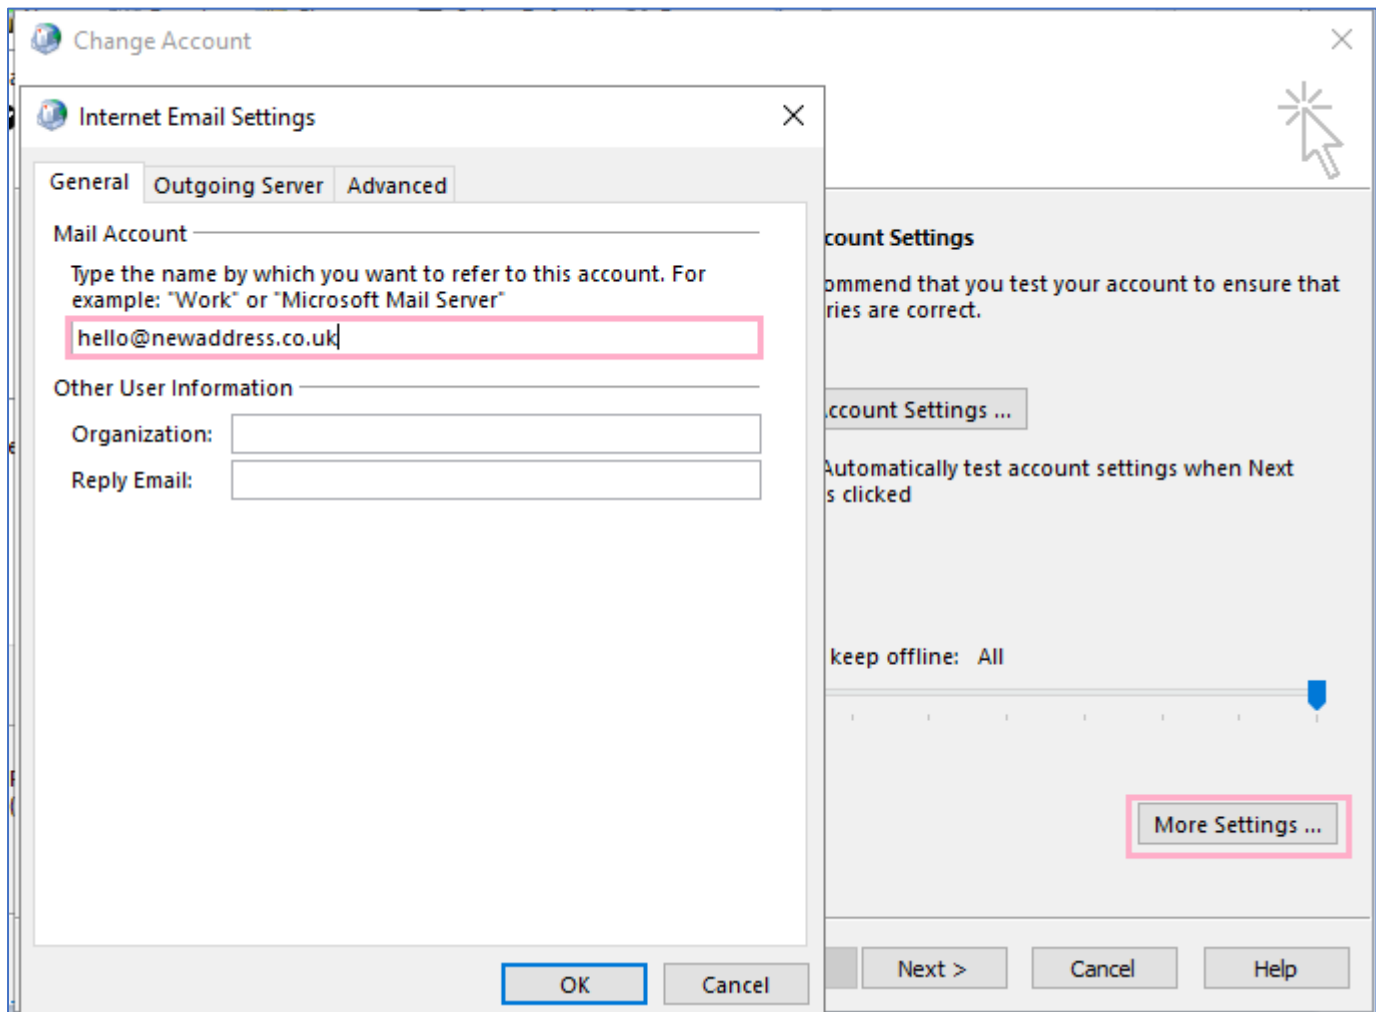 Change Account
Internet Email Settings
General
Outgoing Server
Advanced
Mail Account
Type the name by which you want to refer to this account. For
example: "Work" or "Microsoft Mail Server"
hello@newaddress.co.uk
Other User Information
Organization:
Reply Email:
OK
Cancel
count Settings
ommend that you test your account to ensure that
ries are correct.
ccount Settings ...
Automatically test account settings when Next
s clicked
keep offline: All
More Settings ...
Next >
Cancel
Help